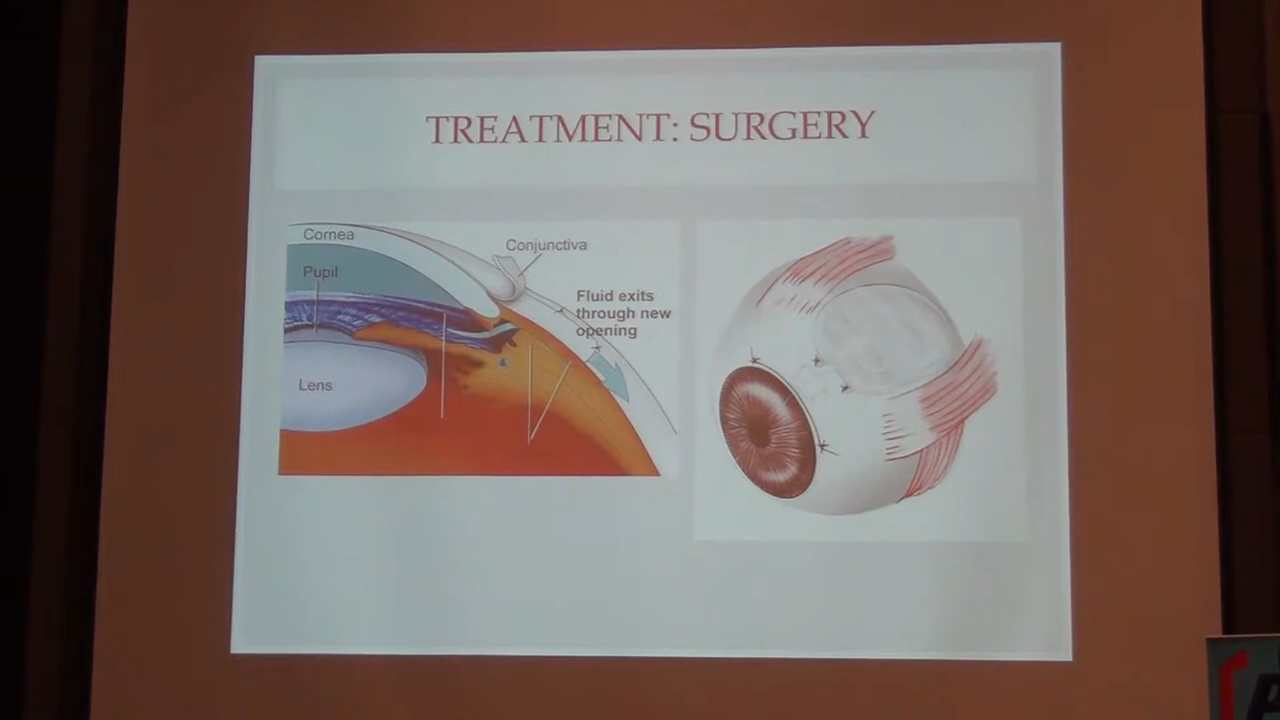 TREATMENT: SURGERY
Cornea
Conjunctiva
Pupil
Fluid exits
through new
opening
Lens